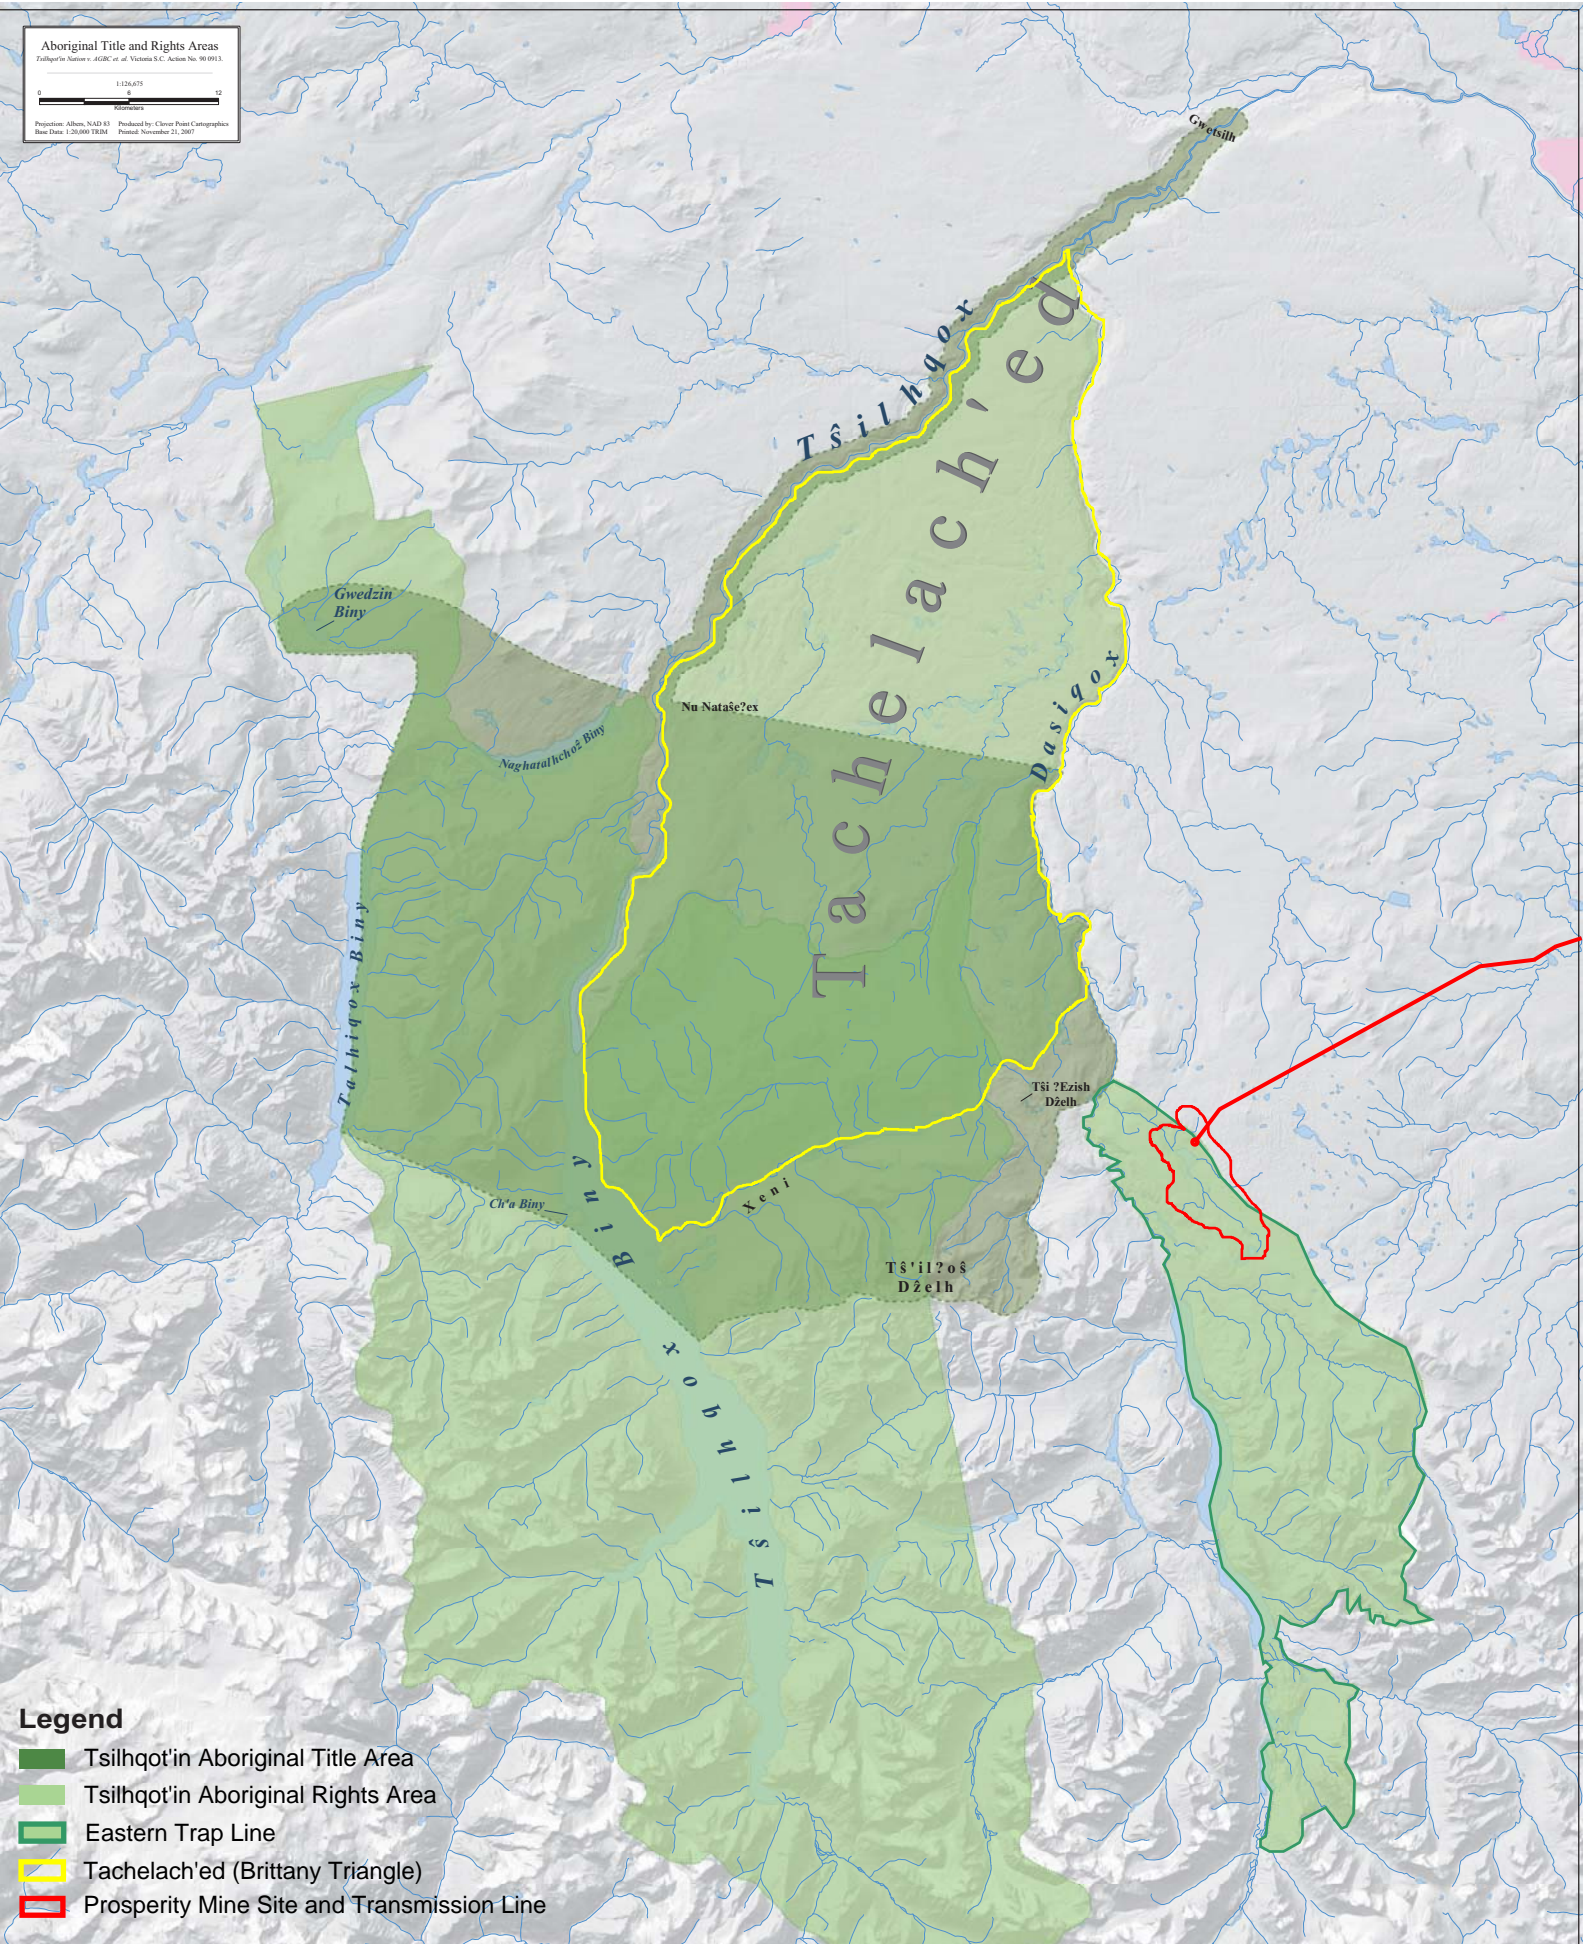 Aboriginal Title and Rights Areas
Tsilhqot'in Nation v. AGBC et. al. Victoria S.C. Action No. 90 0913.
1:126,675
0 6 12
Kilometers
Projection: Albers, NAD 83 Produced by: Clover Point Cartographics
Base Data: 1:20,000 TRIM Printed: November 21, 2007
Gwetsilh
Tŝilhqox
Tachelach'ed
Gwedzin
Biny
Nu Nataŝe?ex
Dasiqox
Naghatalhchoẑ Biny
Talhiqox Biny
Tŝi ?Ezish
Dẑelh
Xeni
Ch'a Biny
Tŝ'il?oŝ
Dẑelh
Tŝilhqox Biny
Legend
Tsilhqot'in Aboriginal Title Area
Tsilhqot'in Aboriginal Rights Area
Eastern Trap Line
Tachelach'ed (Brittany Triangle)
Prosperity Mine Site and Transmission Line